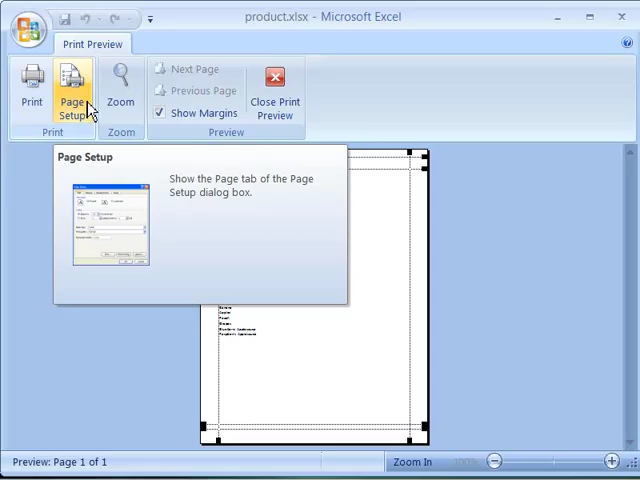 product.xlsx - Microsoft Excel
Print Preview
Print
Page Setup
Zoom
Next Page
Previous Page
Show Margins
Close Print Preview
Print
Zoom
Preview
Page Setup
Show the Page tab of the Page
Setup dialog box.
Preview: Page 1 of 1
Zoom In
100%